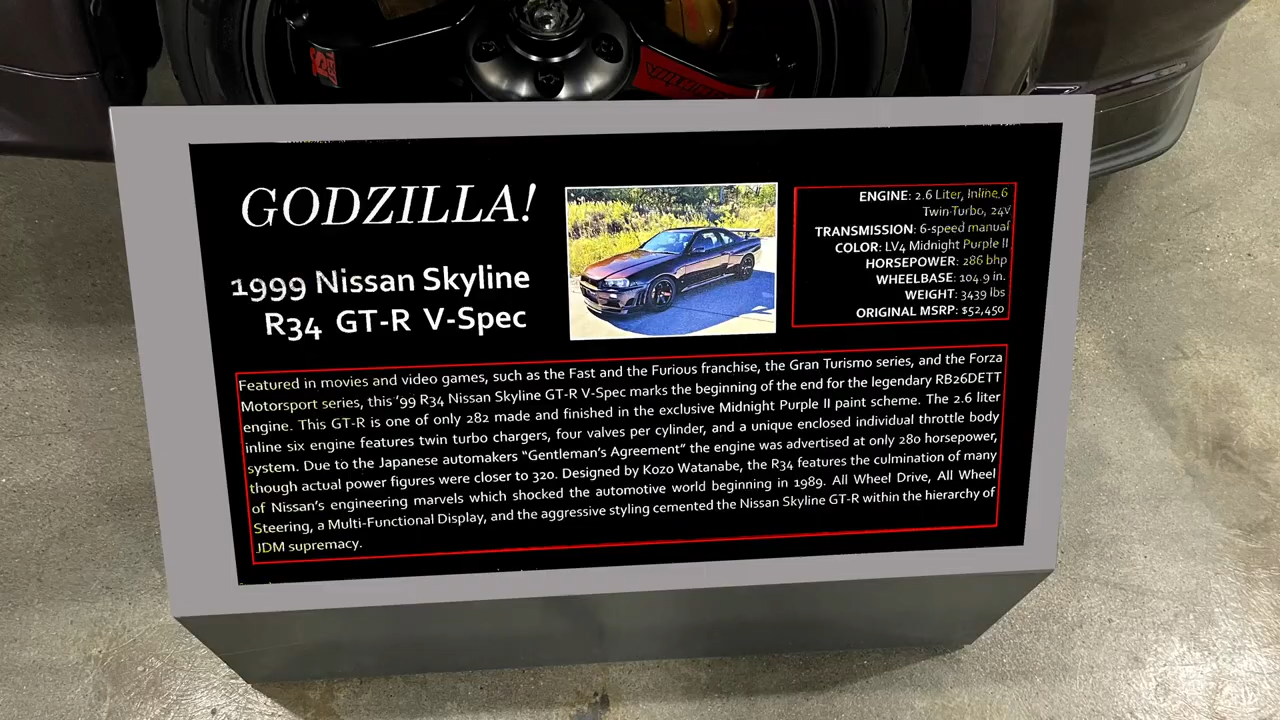 GODZILLA!
1999 Nissan Skyline
R34 GT-R V-Spec
ENGINE: 2.6 Liter, Inline 6
Twin Turbo, 24V
TRANSMISSION: 6-speed manual
COLOR: LV4 Midnight Purple II
HORSEPOWER: 286 bhp
WHEELBASE: 104.9 in.
WEIGHT: 3439 lbs
ORIGINAL MSRP: $52,450
Featured in movies and video games, such as the Fast and the Furious franchise, the Gran Turismo series, and the Forza
Motorsport series, this '99 R34 Nissan Skyline GT-R V-Spec marks the beginning of the end for the legendary RB26DETT
engine. This GT-R is one of only 282 made and finished in the exclusive Midnight Purple II paint scheme. The 2.6 liter
inline six engine features twin turbo chargers, four valves per cylinder, and a unique enclosed individual throttle body
system. Due to the Japanese automakers "Gentleman's Agreement" the engine was advertised at only 280 horsepower,
though actual power figures were closer to 320. Designed by Kozo Watanabe, the R34 features the culmination of many
of Nissan's engineering marvels which shocked the automotive world beginning in 1989. All Wheel Drive, All Wheel
Steering, a Multi-Functional Display, and the aggressive styling cemented the Nissan Skyline GT-R within the hierarchy of
JDM supremacy.